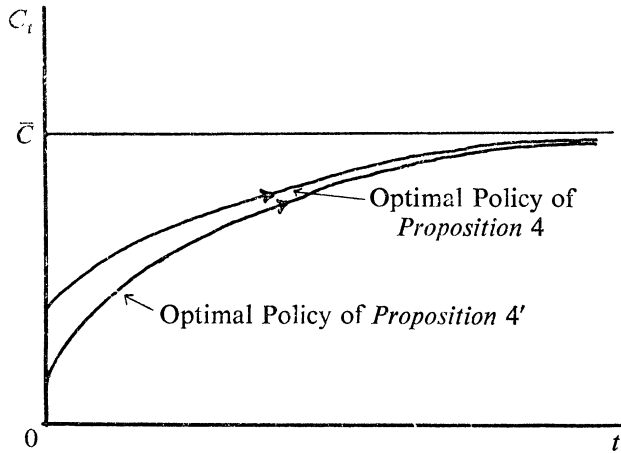 C_t
C̄
Optimal Policy of
Proposition 4
Optimal Policy of Proposition 4′
0
t